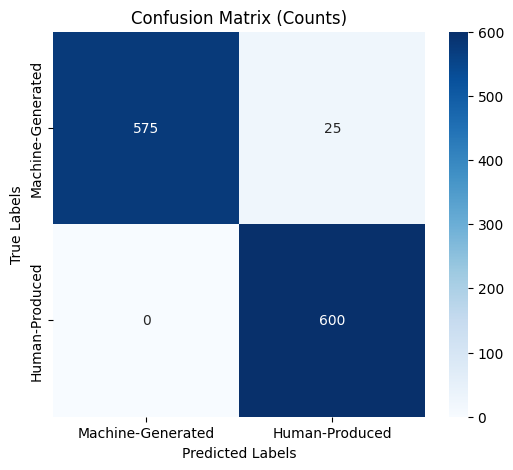 Confusion Matrix (Counts)
True Labels
Machine-Generated
Human-Produced
575
25
0
600
Machine-Generated
Human-Produced
Predicted Labels
600
500
400
300
200
100
0